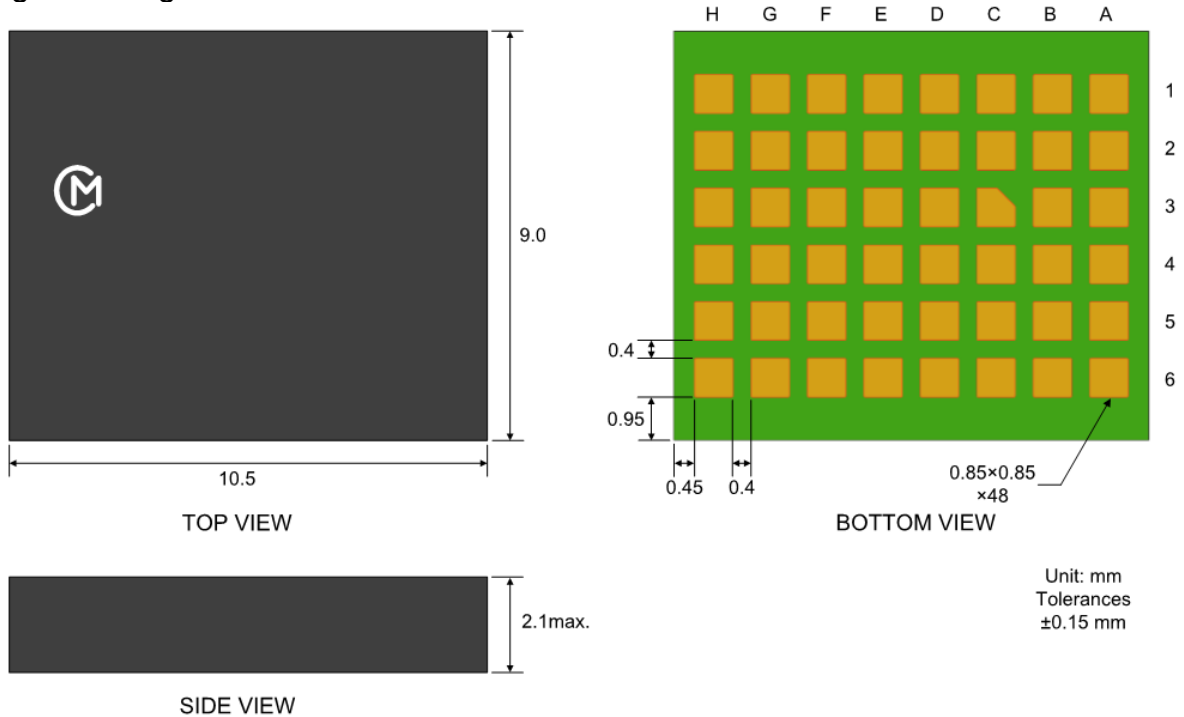 H G F E D C B A
1
2
3
4
5
6
9.0
10.5
TOP VIEW
0.4
0.95
0.45 0.4
0.85×0.85
×48
BOTTOM VIEW
2.1max.
SIDE VIEW
Unit: mm
Tolerances
±0.15 mm